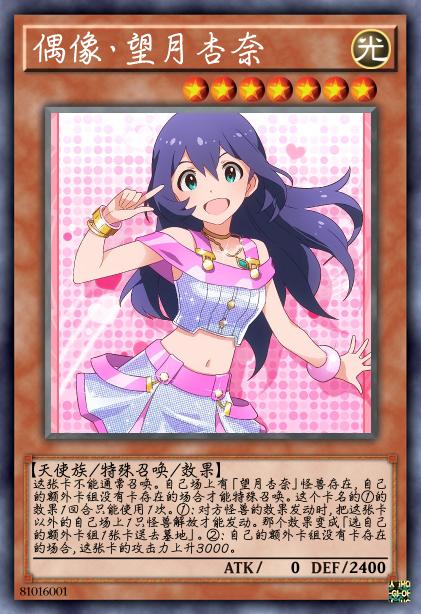 偶像·望月杏奈
光
【天使族/特殊召唤/效果】
这张卡不能通常召唤。自己场上有「望月杏奈」怪兽存在，自己
的额外卡组没有卡存在的场合才能特殊召唤。这个卡名的①的
效果1回合只能使用1次。①：对方怪兽的效果发动时，把这张卡
以外的自己场上1只怪兽解放才能发动。那个效果变成「选自己
的额外卡组1张卡送去墓地」。②：自己的额外卡组没有卡存在
的场合，这张卡的攻击力上升3000。
ATK/ 0 DEF/2400
81016001